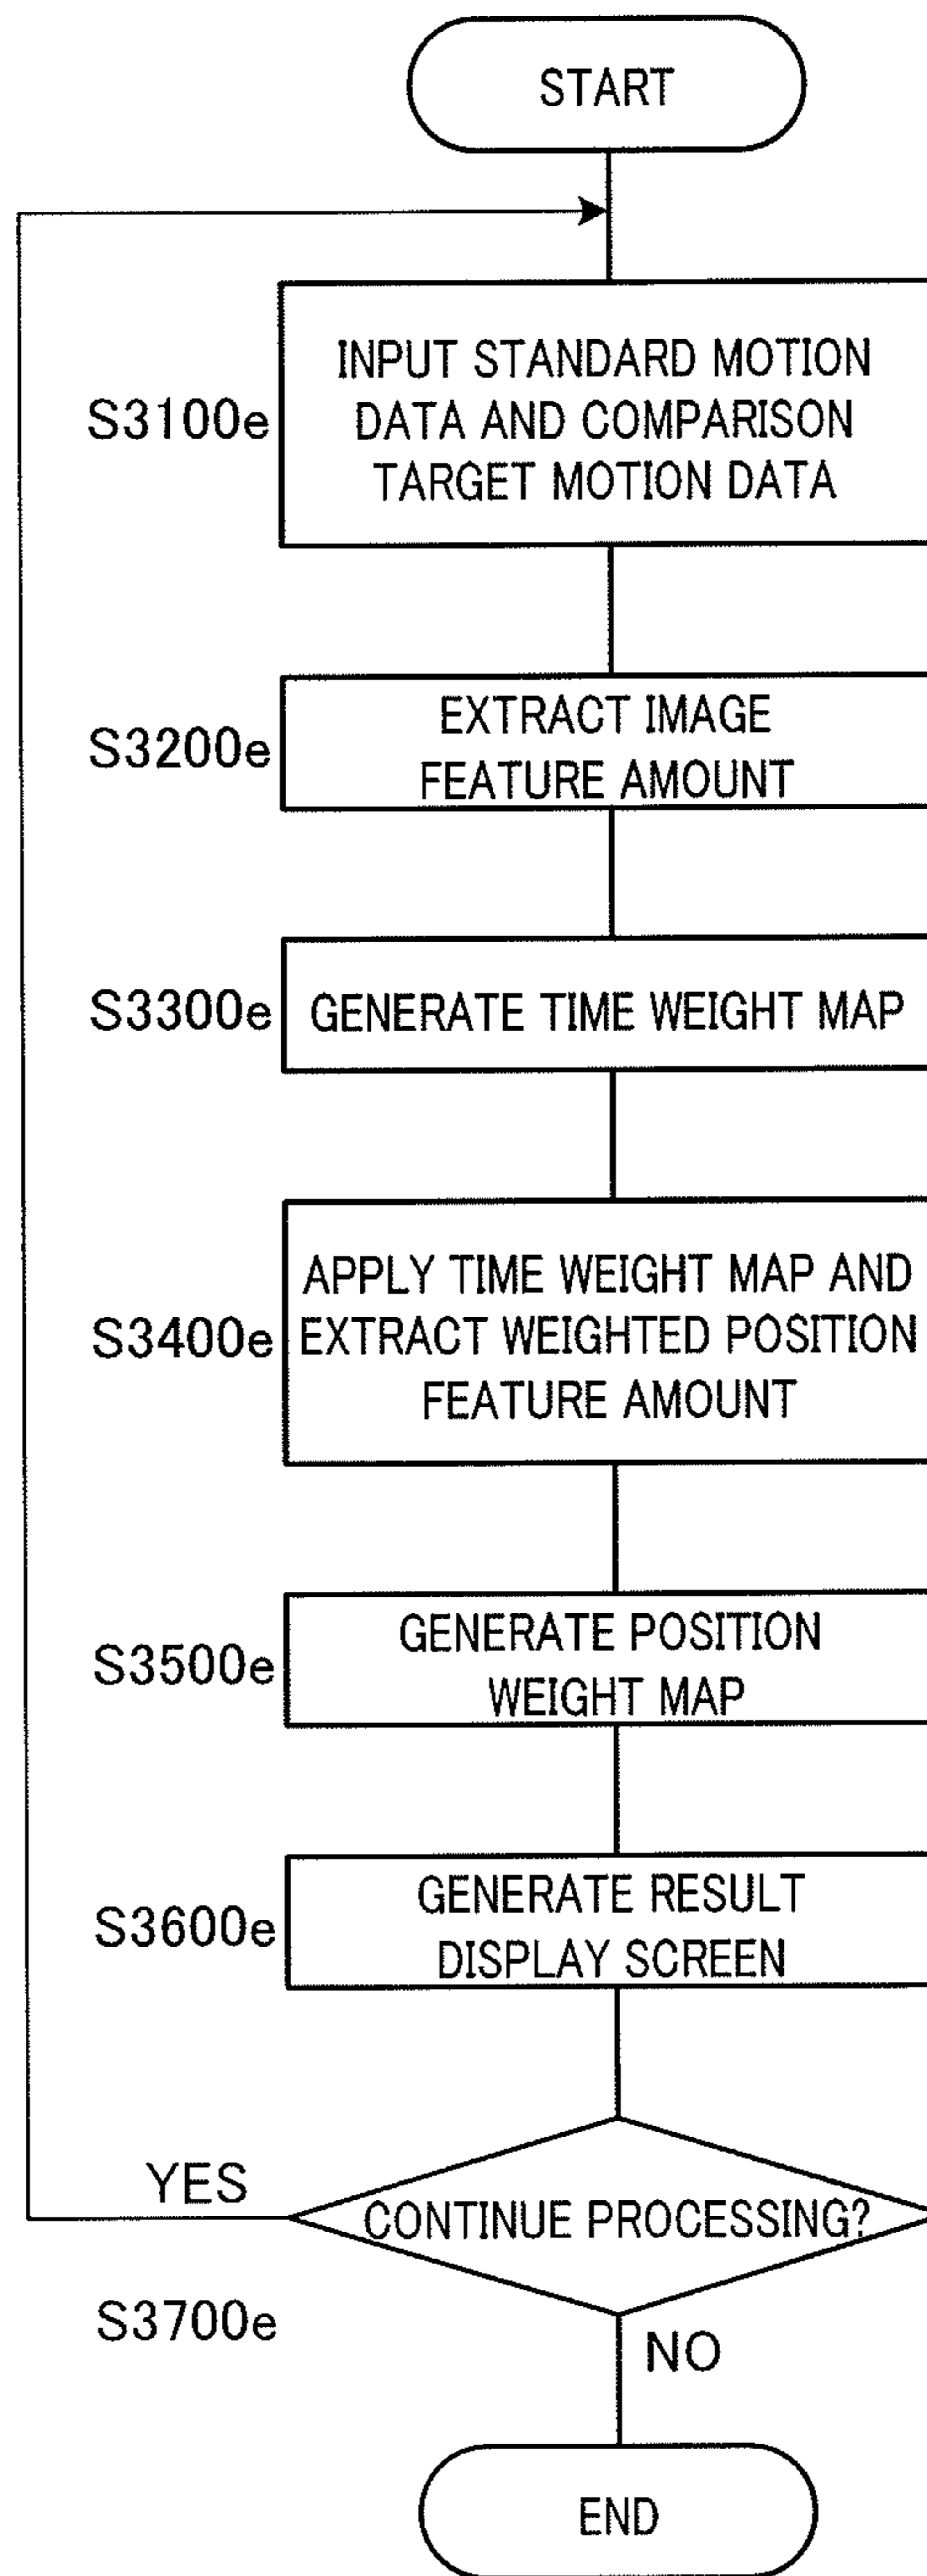 START
S3100e
INPUT STANDARD MOTION
DATA AND COMPARISON
TARGET MOTION DATA
S3200e
EXTRACT IMAGE
FEATURE AMOUNT
S3300e
GENERATE TIME WEIGHT MAP
S3400e
APPLY TIME WEIGHT MAP AND
EXTRACT WEIGHTED POSITION
FEATURE AMOUNT
S3500e
GENERATE POSITION
WEIGHT MAP
S3600e
GENERATE RESULT
DISPLAY SCREEN
YES
CONTINUE PROCESSING?
S3700e
NO
END